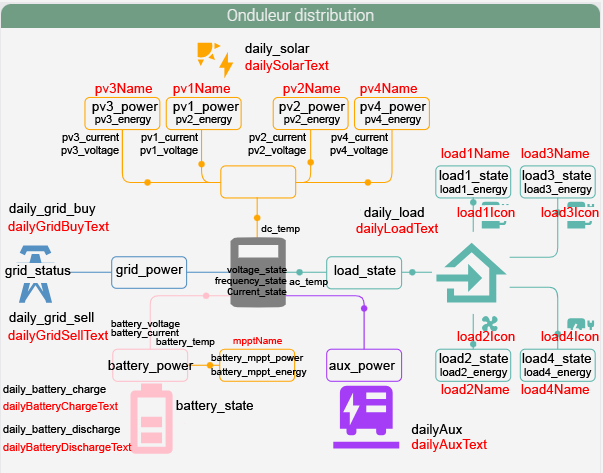 Onduleur distribution
daily_solar
dailySolarText
pv3Name
pv1Name
pv2Name
pv4Name
pv3_power
pv3_energy
pv1_power
pv2_energy
pv2_power
pv2_energy
pv4_power
pv4_energy
pv3_current
pv3_voltage
pv1_current
pv1_voltage
pv2_current
pv2_voltage
pv4_current
pv4_voltage
load1Name
load3Name
load1_state
load1_energy
load3_state
load3_energy
load1Icon
load3Icon
daily_grid_buy
dailyGridBuyText
daily_load
dailyLoadText
dc_temp
grid_status
grid_power
voltage_state
frequency_state
Current_state
ac_temp
load_state
daily_grid_sell
dailyGridSellText
battery_voltage
battery_current
battery_temp
mpptName
load2Icon
load4Icon
battery_power
battery_mppt_power
battery_mppt_energy
aux_power
load2_state
load2_energy
load4_state
load4_energy
load2Name
load4Name
daily_battery_charge
dailyBatteryChargeText
battery_state
daily_battery_discharge
dailyBatteryDischargeText
dailyAux
dailyAuxText